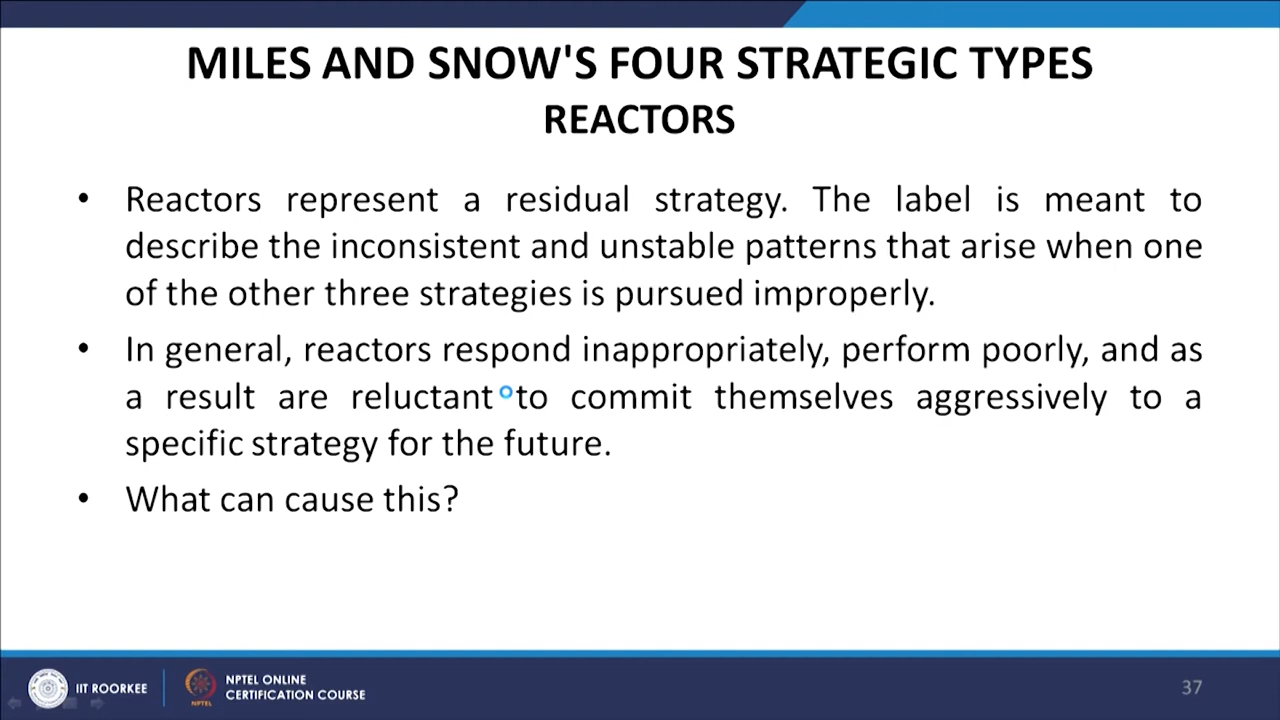 MILES AND SNOW'S FOUR STRATEGIC TYPES
REACTORS
• Reactors represent a residual strategy. The label is meant to
describe the inconsistent and unstable patterns that arise when one
of the other three strategies is pursued improperly.
• In general, reactors respond inappropriately, perform poorly, and as
a result are reluctant to commit themselves aggressively to a
specific strategy for the future.
• What can cause this?
IIT ROORKEE
NPTEL
NPTEL ONLINE
CERTIFICATION COURSE
37